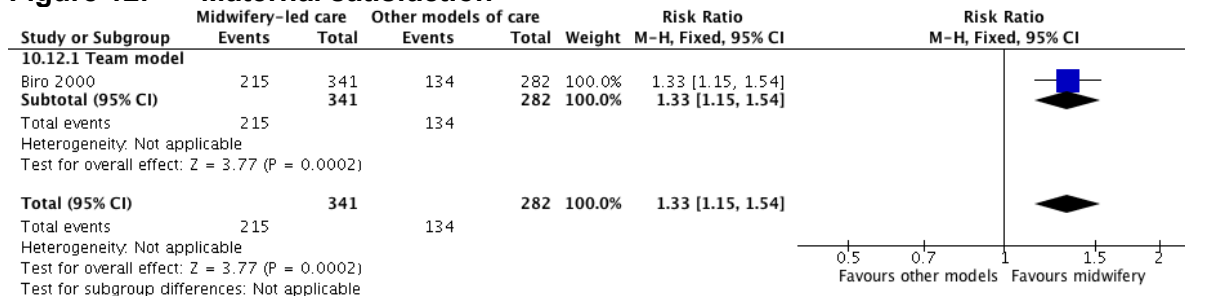 Midwifery-led care Other models of care Risk Ratio Risk Ratio
Study or Subgroup Events Total Events Total Weight M-H, Fixed, 95% CI M-H, Fixed, 95% CI
10.12.1 Team model
Biro 2000 215 341 134 282 100.0% 1.33 [1.15, 1.54]
Subtotal (95% CI) 341 282 100.0% 1.33 [1.15, 1.54]
Total events 215 134
Heterogeneity: Not applicable
Test for overall effect: Z = 3.77 (P = 0.0002)
Total (95% CI) 341 282 100.0% 1.33 [1.15, 1.54]
Total events 215 134
Heterogeneity: Not applicable
Test for overall effect: Z = 3.77 (P = 0.0002)
Test for subgroup differences: Not applicable
0.5 0.7 1 1.5 2
Favours other models Favours midwifery